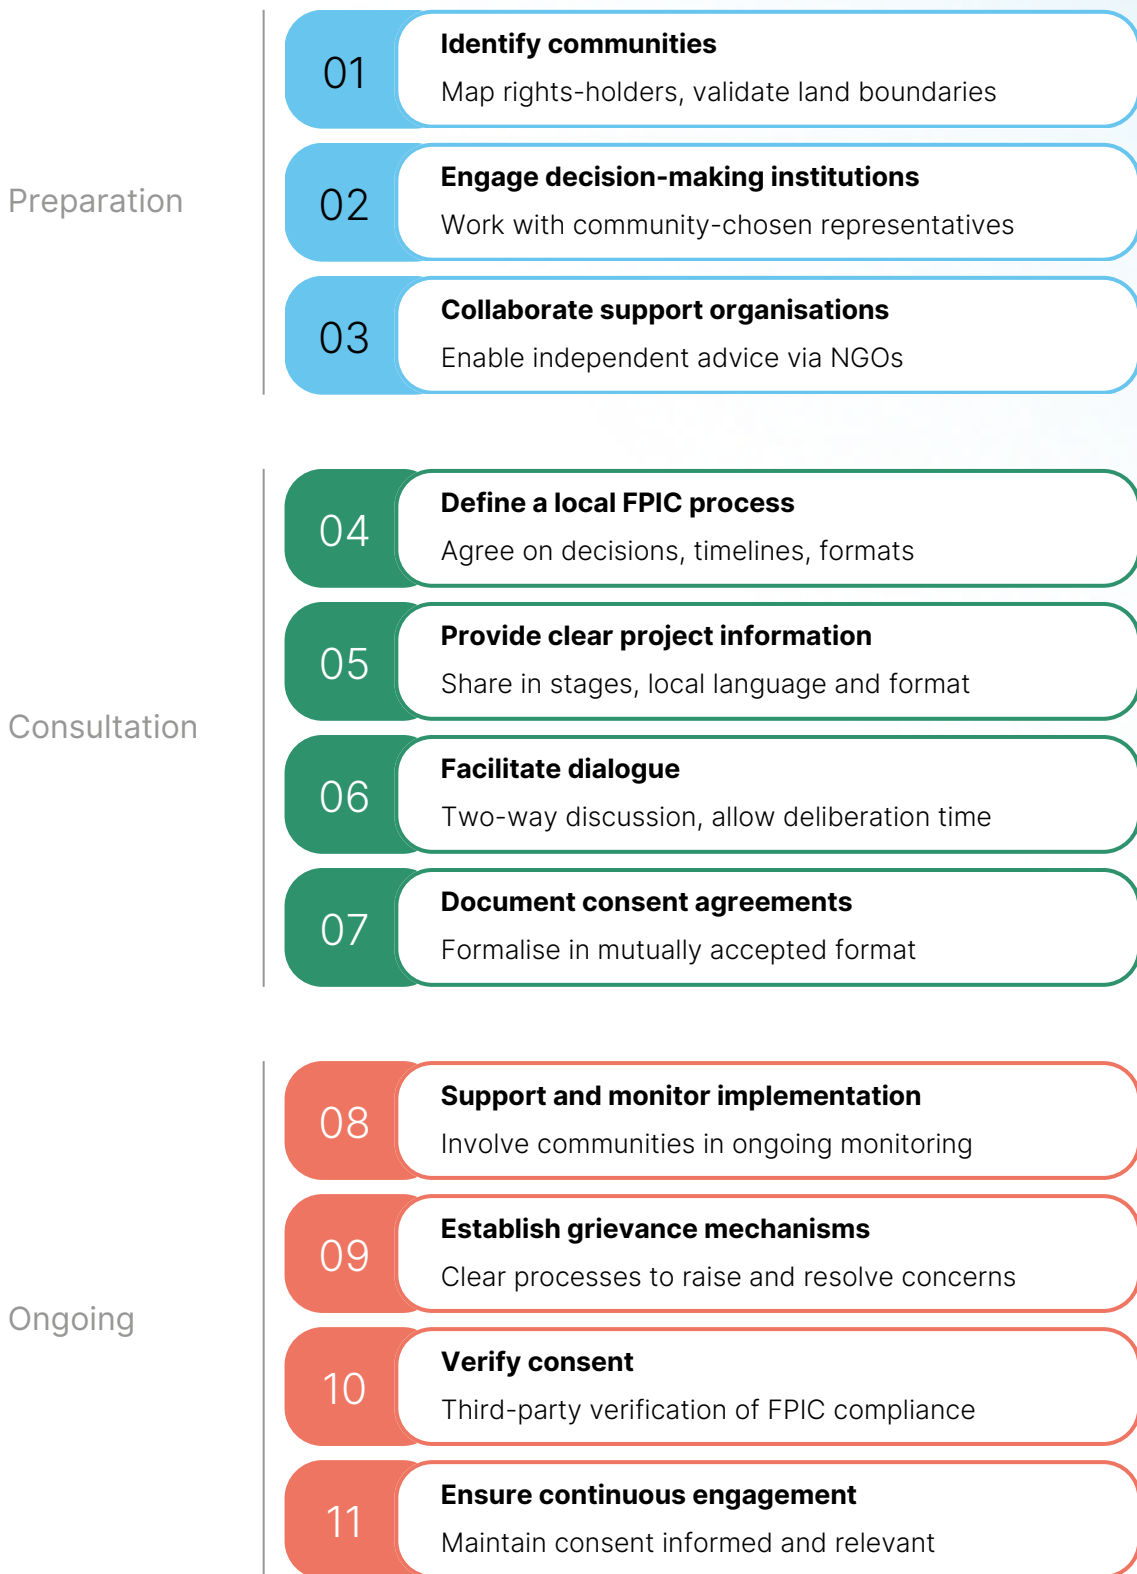 Preparation
01
Identify communities
Map rights-holders, validate land boundaries
02
Engage decision-making institutions
Work with community-chosen representatives
03
Collaborate support organisations
Enable independent advice via NGOs
Consultation
04
Define a local FPIC process
Agree on decisions, timelines, formats
05
Provide clear project information
Share in stages, local language and format
06
Facilitate dialogue
Two-way discussion, allow deliberation time
07
Document consent agreements
Formalise in mutually accepted format
Ongoing
08
Support and monitor implementation
Involve communities in ongoing monitoring
09
Establish grievance mechanisms
Clear processes to raise and resolve concerns
10
Verify consent
Third-party verification of FPIC compliance
11
Ensure continuous engagement
Maintain consent informed and relevant